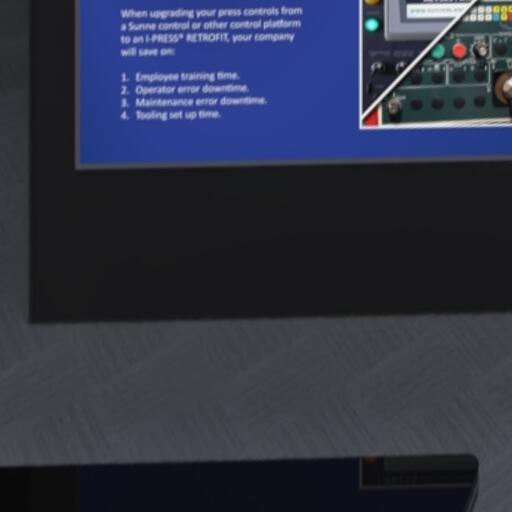 When upgrading your press controls from
a Sunne control or other control platform
to an I-PRESS® RETROFIT, your company
will save on:
1. Employee training time.
2. Operator error downtime.
3. Maintenance error downtime.
4. Tooling set up time.